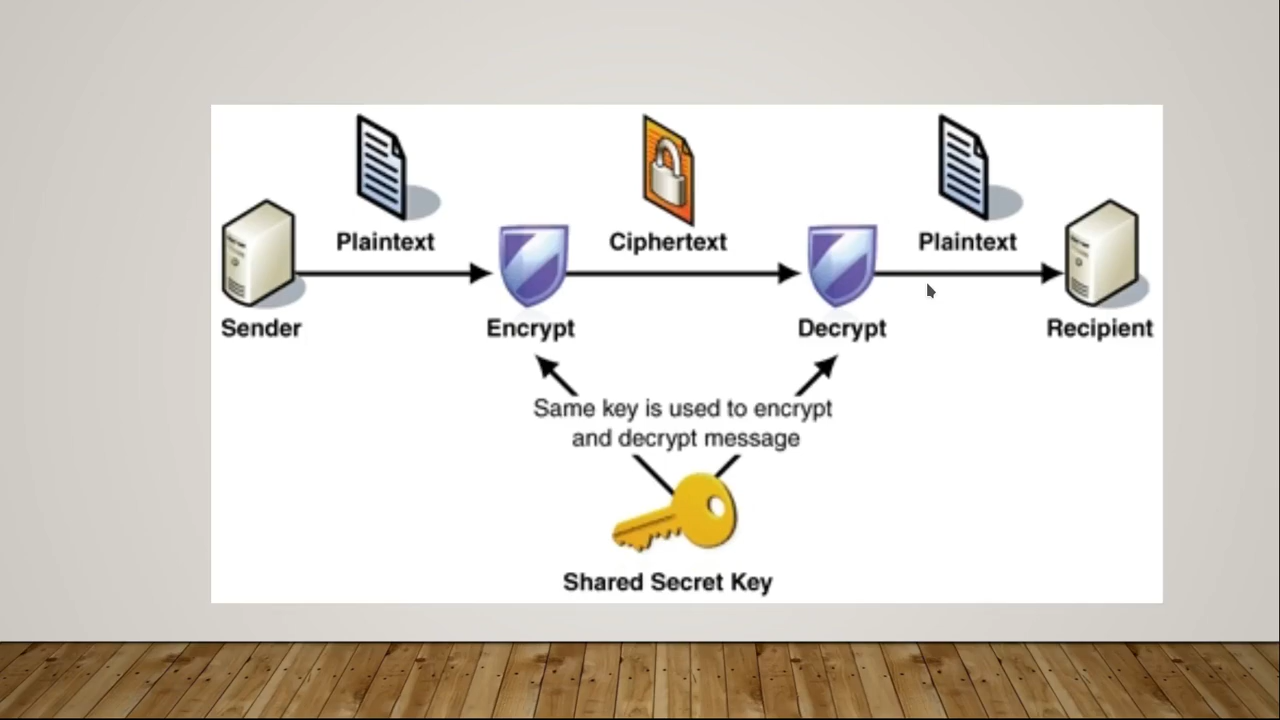 Plaintext
Ciphertext
Plaintext
Sender
Encrypt
Decrypt
Recipient
Same key is used to encrypt
and decrypt message
Shared Secret Key